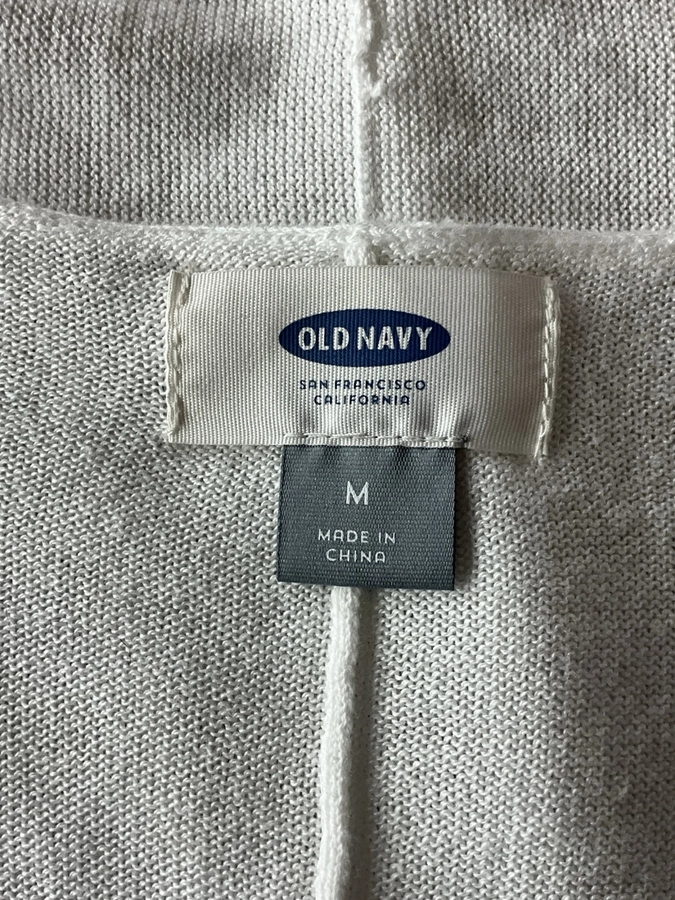 OLD NAVY
SAN FRANCISCO
CALIFORNIA
M
MADE IN
CHINA